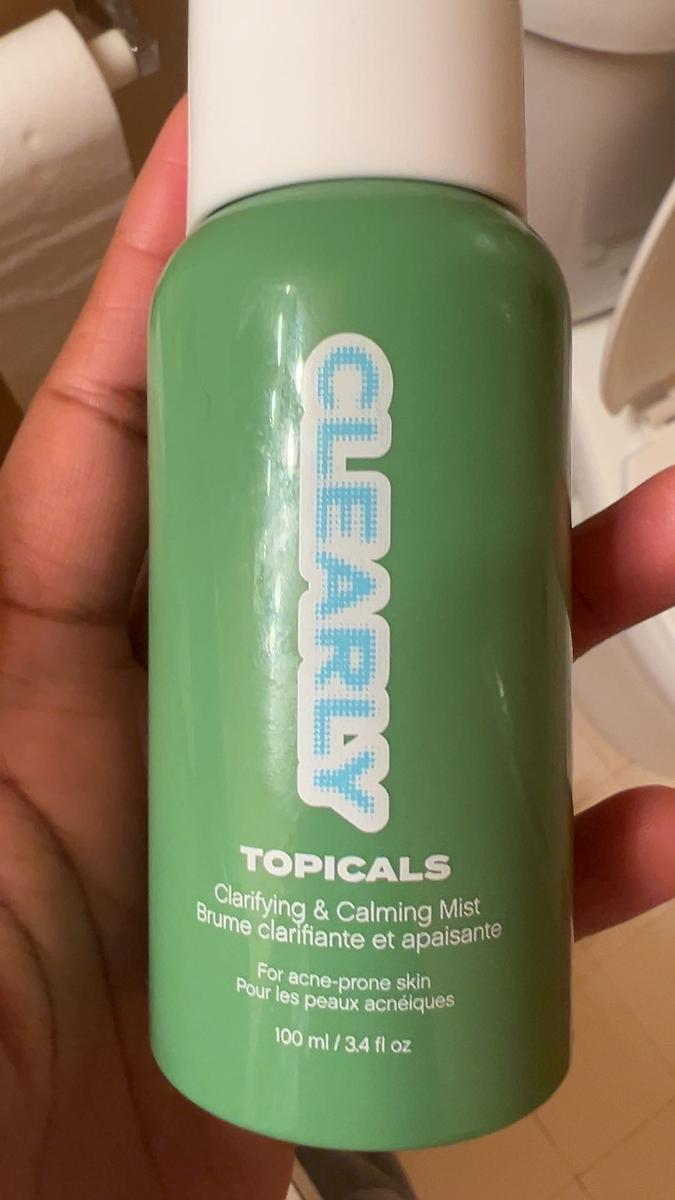 CLEARLY
TOPICALS
Clarifying & Calming Mist
Brume clarifiante et apaisante
For acne-prone skin
Pour les peaux acnéiques
100 ml / 3.4 fl oz